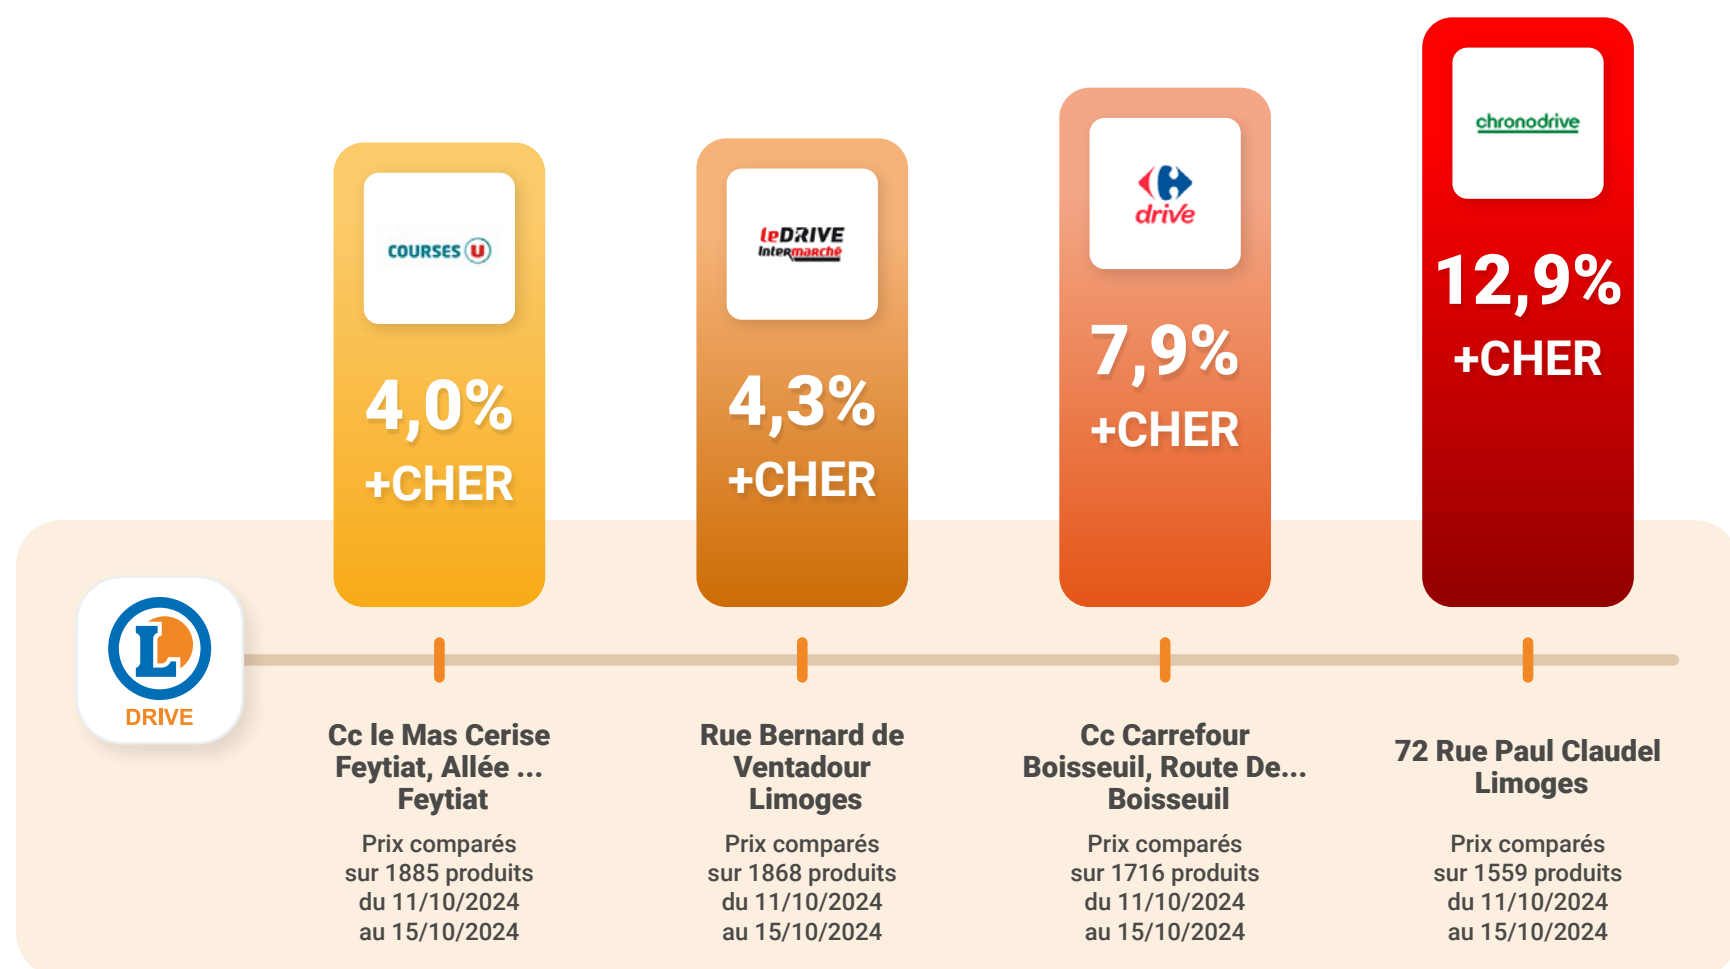 COURSES U
4,0%
+CHER
leDRIVE
Intermarché
4,3%
+CHER
drive
7,9%
+CHER
chronodrive
12,9%
+CHER
L
DRIVE
Cc le Mas Cerise
Feytiat, Allée ...
Feytiat
Prix comparés
sur 1885 produits
du 11/10/2024
au 15/10/2024
Rue Bernard de
Ventadour
Limoges
Prix comparés
sur 1868 produits
du 11/10/2024
au 15/10/2024
Cc Carrefour
Boisseuil, Route De...
Boisseuil
Prix comparés
sur 1716 produits
du 11/10/2024
au 15/10/2024
72 Rue Paul Claudel
Limoges
Prix comparés
sur 1559 produits
du 11/10/2024
au 15/10/2024